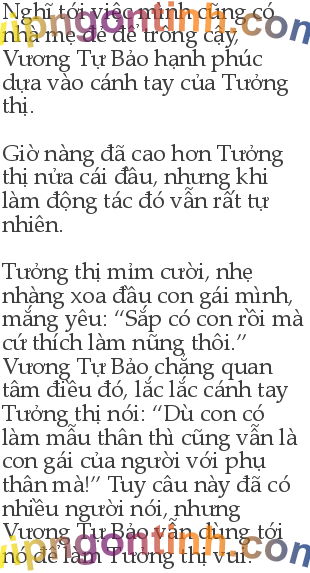 Nghĩ tới việc mình cũng có
nhà mẹ đẻ để trông cậy,
Vương Tự Bảo hạnh phúc
dựa vào cánh tay của Tưởng
thị.
Giờ nàng đã cao hơn Tưởng
thị nửa cái đầu, nhưng khi
làm động tác đó vẫn rất tự
nhiên.
Tưởng thị mỉm cười, nhẹ
nhàng xoa đầu con gái mình,
mắng yêu: “Sắp có con rồi mà
cứ thích làm nũng thôi.”
Vương Tự Bảo chẳng quan
tâm điều đó, lắc lắc cánh tay
Tưởng thị nói: “Dù con có
làm mẫu thân thì cũng vẫn là
con gái của người với phụ
thân mà!” Tuy câu này đã có
nhiều người nói, nhưng
Vương Tự Bảo vẫn dùng tới
nó để làm Tưởng thị vui.
vipngontinh.com
vipngontinh.com